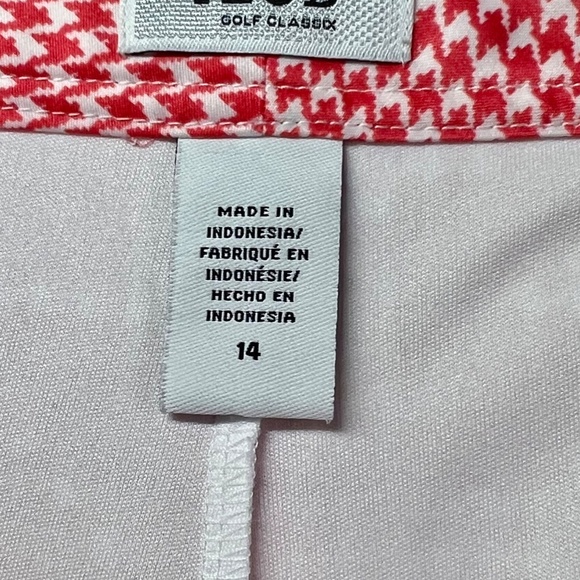 GOLF CLASSIX
MADE IN
INDONESIA/
FABRIQUÉ EN
INDONÉSIE/
HECHO EN
INDONESIA
14